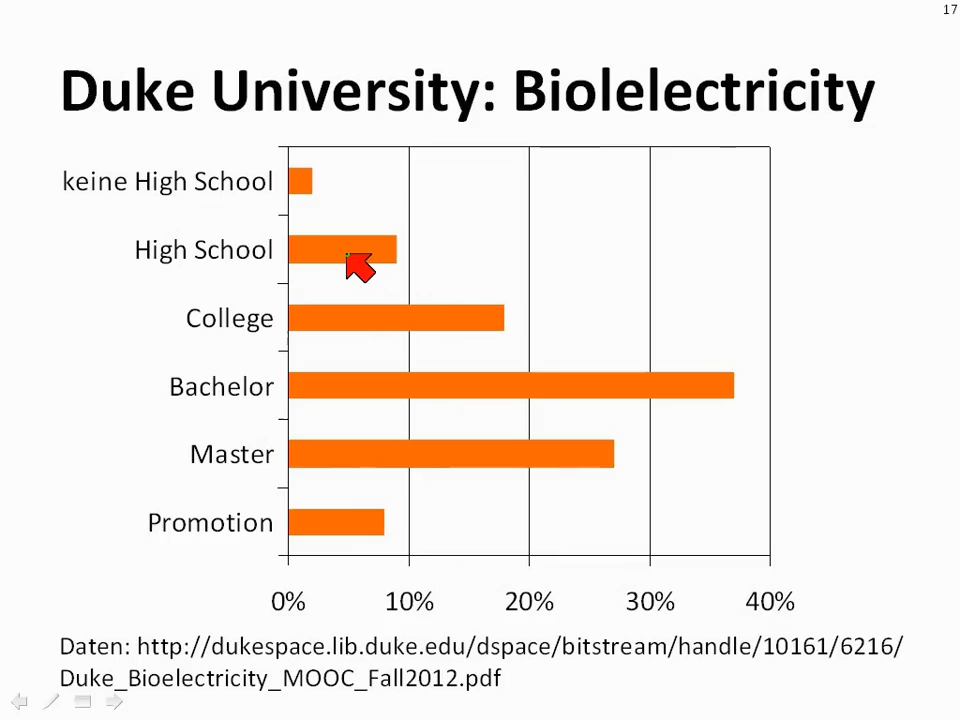 17
Duke University: Biolelectricity
keine High School
High School
College
Bachelor
Master
Promotion
0% 10% 20% 30% 40%
Daten: http://dukespace.lib.duke.edu/dspace/bitstream/handle/10161/6216/
Duke_Bioelectricity_MOOC_Fall2012.pdf